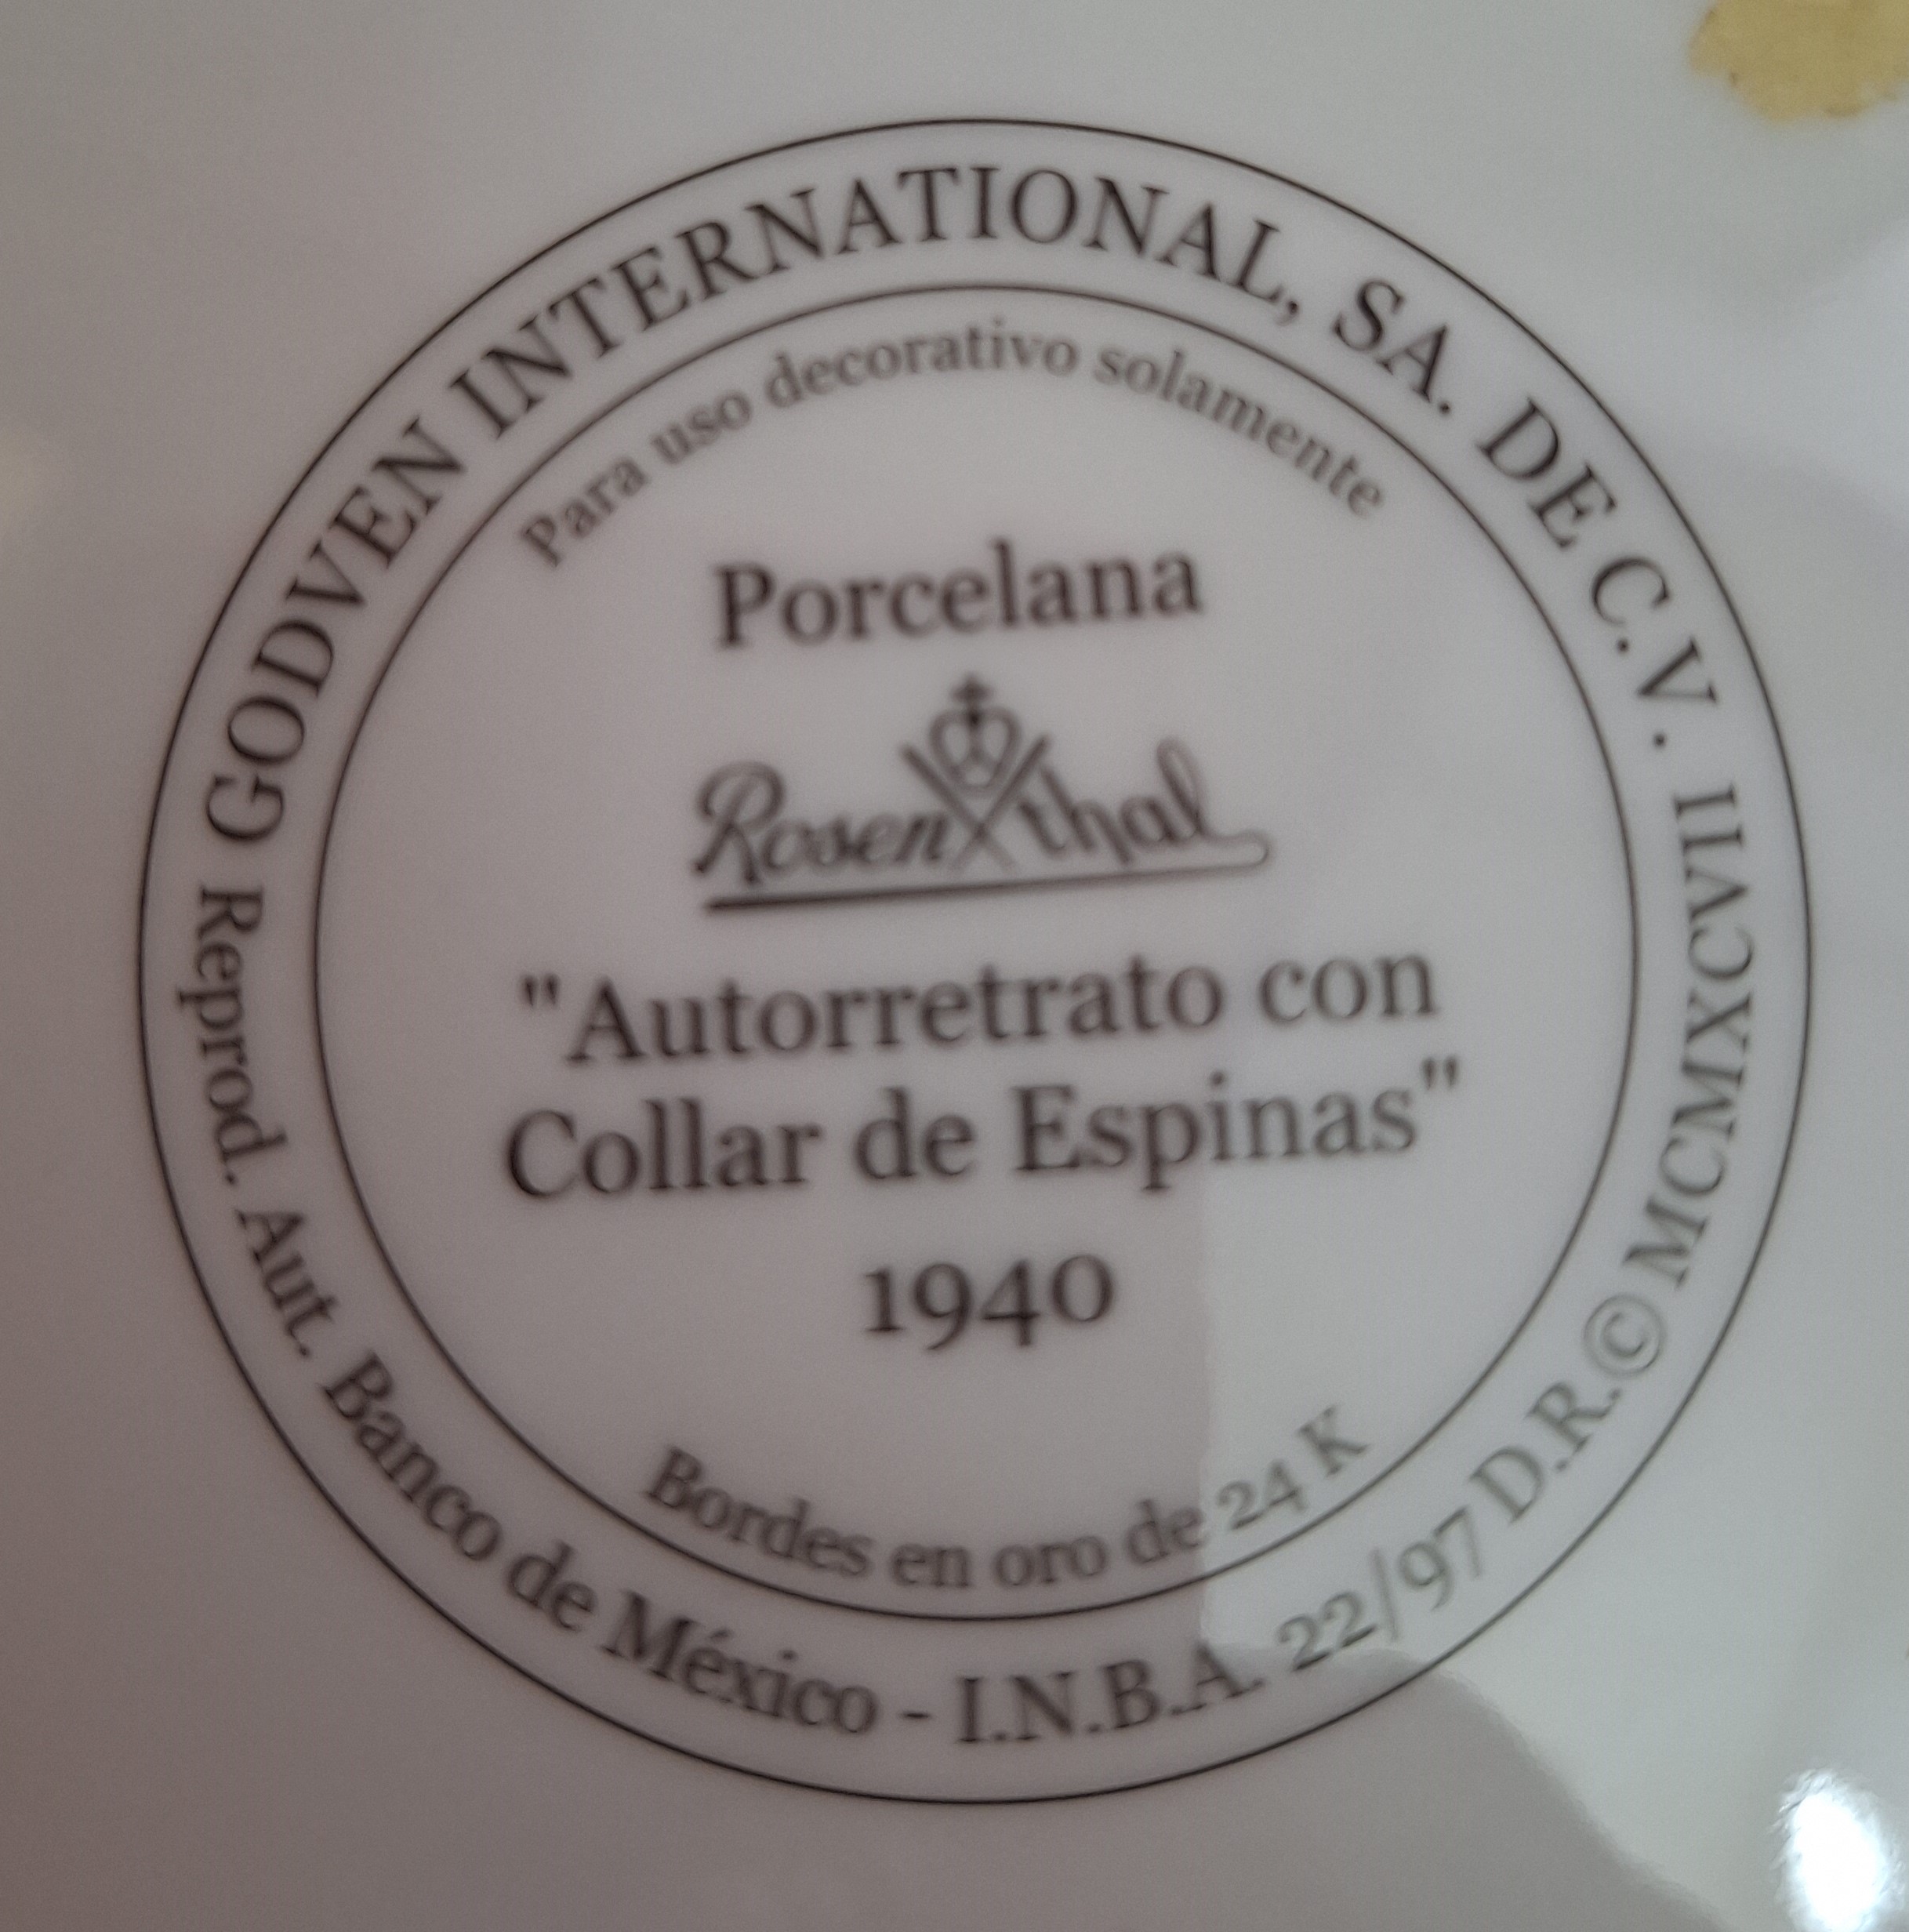 GODVEN INTERNATIONAL, SA. DE C.V. MCMXCVII
Para uso decorativo solamente
Porcelana
Rosenthal
"Autorretrato con
Collar de Espinas"
1940
Bordes en oro de 24 K
Reprod. Aut. Banco de México - I.N.B.A. 22/97 D.R.©